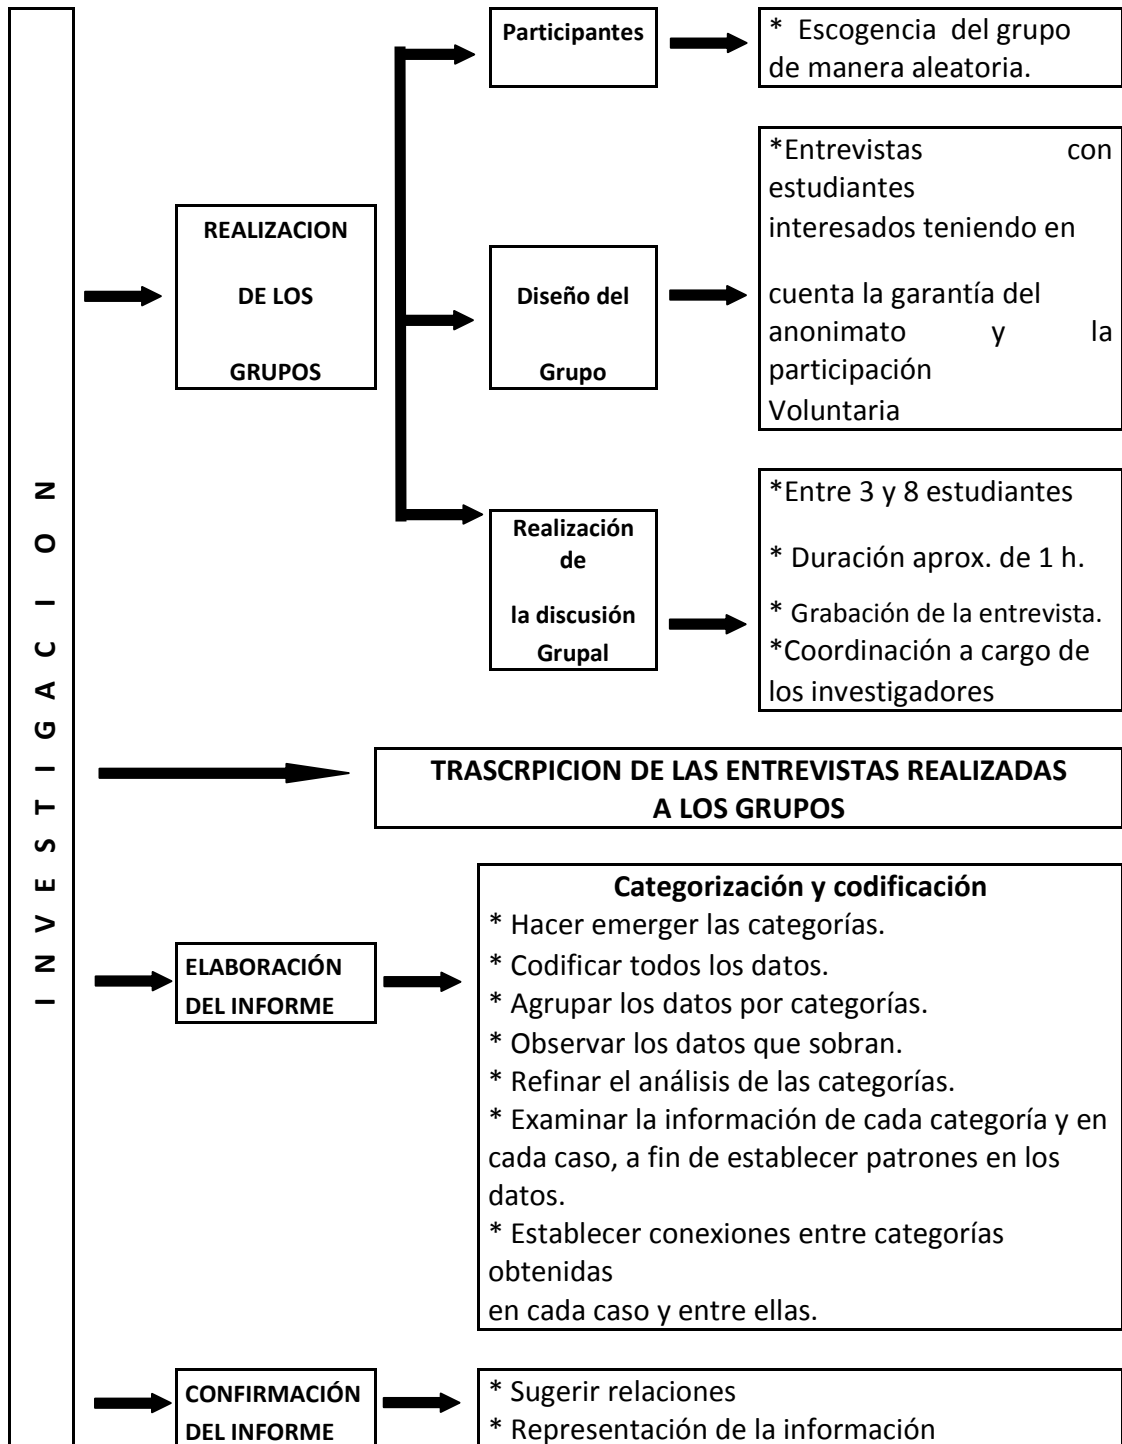 INVESTIGACION
REALIZACION
DE LOS
GRUPOS
Participantes
* Escogencia del grupo
de manera aleatoria.
Diseño del
Grupo
*Entrevistas con
estudiantes
interesados teniendo en
cuenta la garantía del
anonimato y la
participación
Voluntaria
Realización
de
la discusión
Grupal
*Entre 3 y 8 estudiantes
* Duración aprox. de 1 h.
* Grabación de la entrevista.
*Coordinación a cargo de
los investigadores
TRASCRPICION DE LAS ENTREVISTAS REALIZADAS
A LOS GRUPOS
ELABORACIÓN
DEL INFORME
Categorización y codificación
* Hacer emerger las categorías.
* Codificar todos los datos.
* Agrupar los datos por categorías.
* Observar los datos que sobran.
* Refinar el análisis de las categorías.
* Examinar la información de cada categoría y en
cada caso, a fin de establecer patrones en los
datos.
* Establecer conexiones entre categorías
obtenidas
en cada caso y entre ellas.
CONFIRMACIÓN
DEL INFORME
* Sugerir relaciones
* Representación de la información